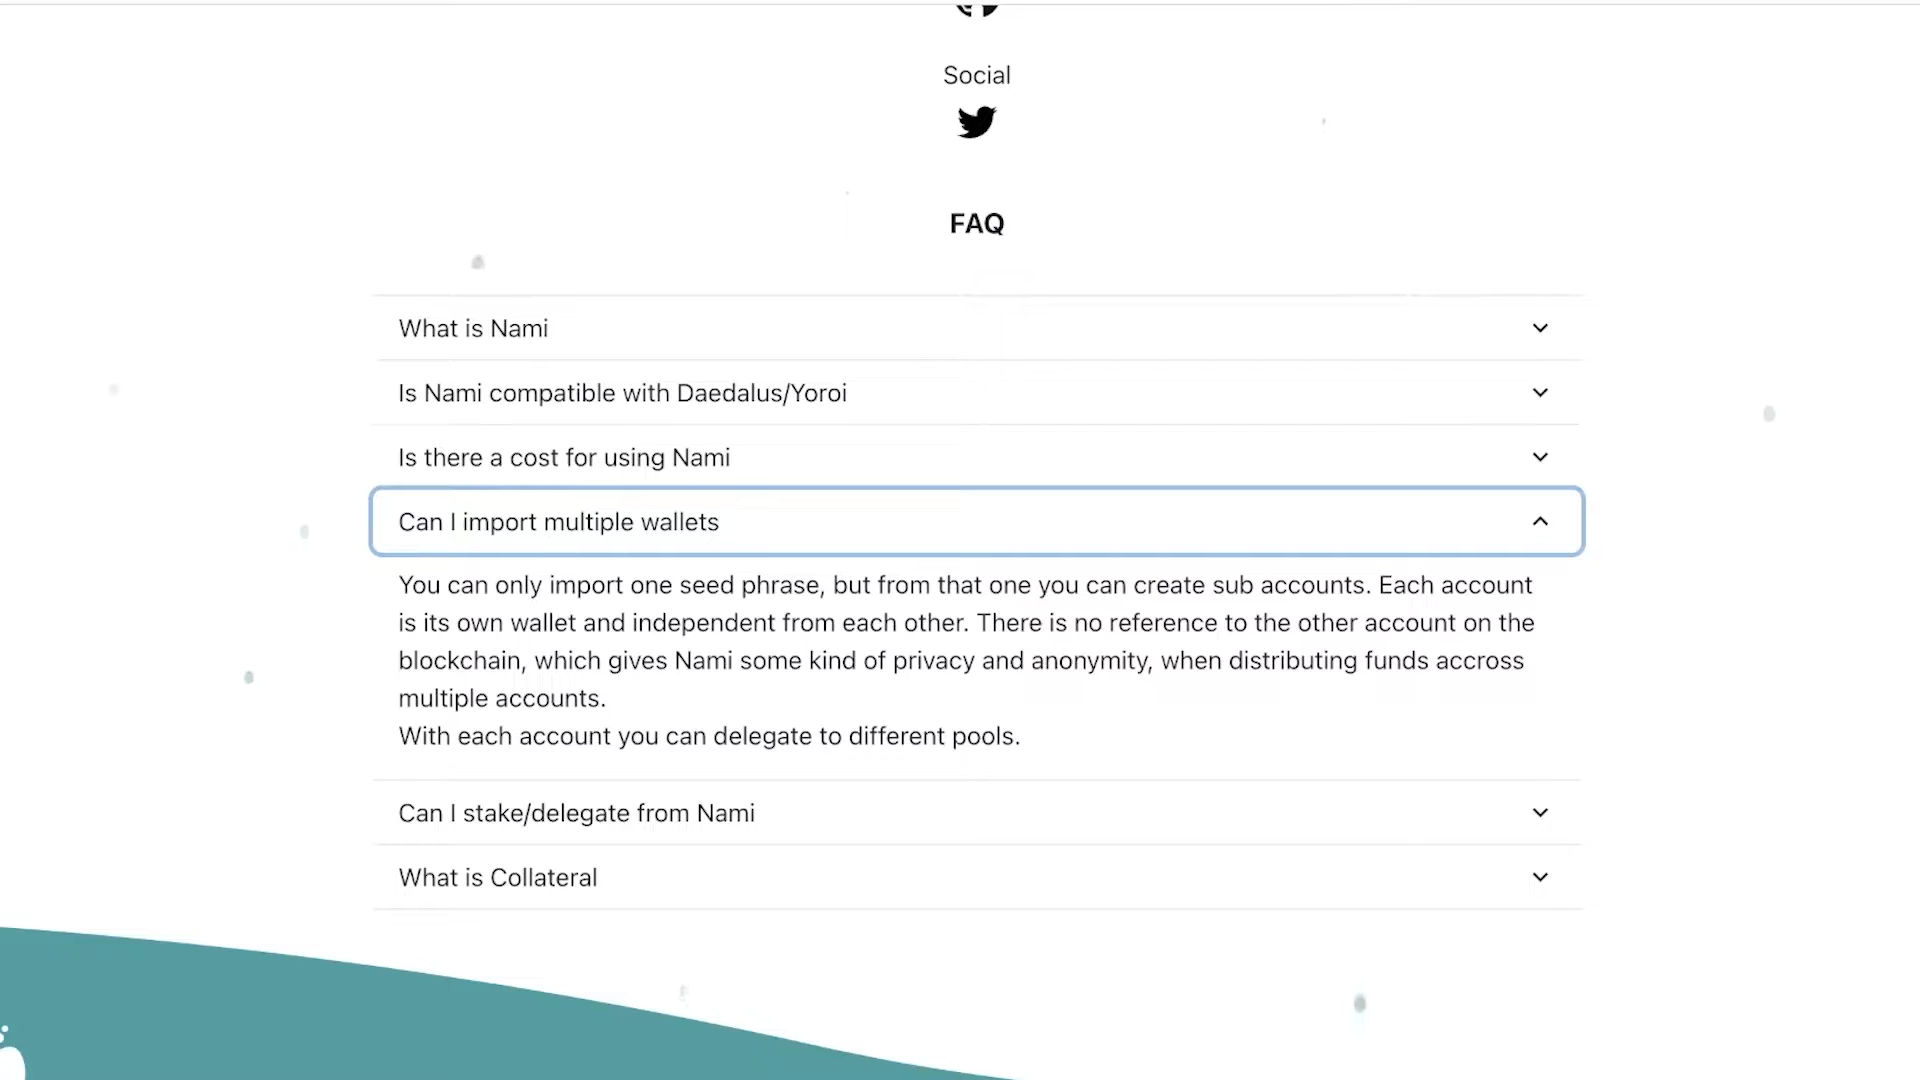 Social
FAQ
What is Nami
Is Nami compatible with Daedalus/Yoroi
Is there a cost for using Nami
Can I import multiple wallets
You can only import one seed phrase, but from that one you can create sub accounts. Each account
is its own wallet and independent from each other. There is no reference to the other account on the
blockchain, which gives Nami some kind of privacy and anonymity, when distributing funds accross
multiple accounts.
With each account you can delegate to different pools.
Can I stake/delegate from Nami
What is Collateral